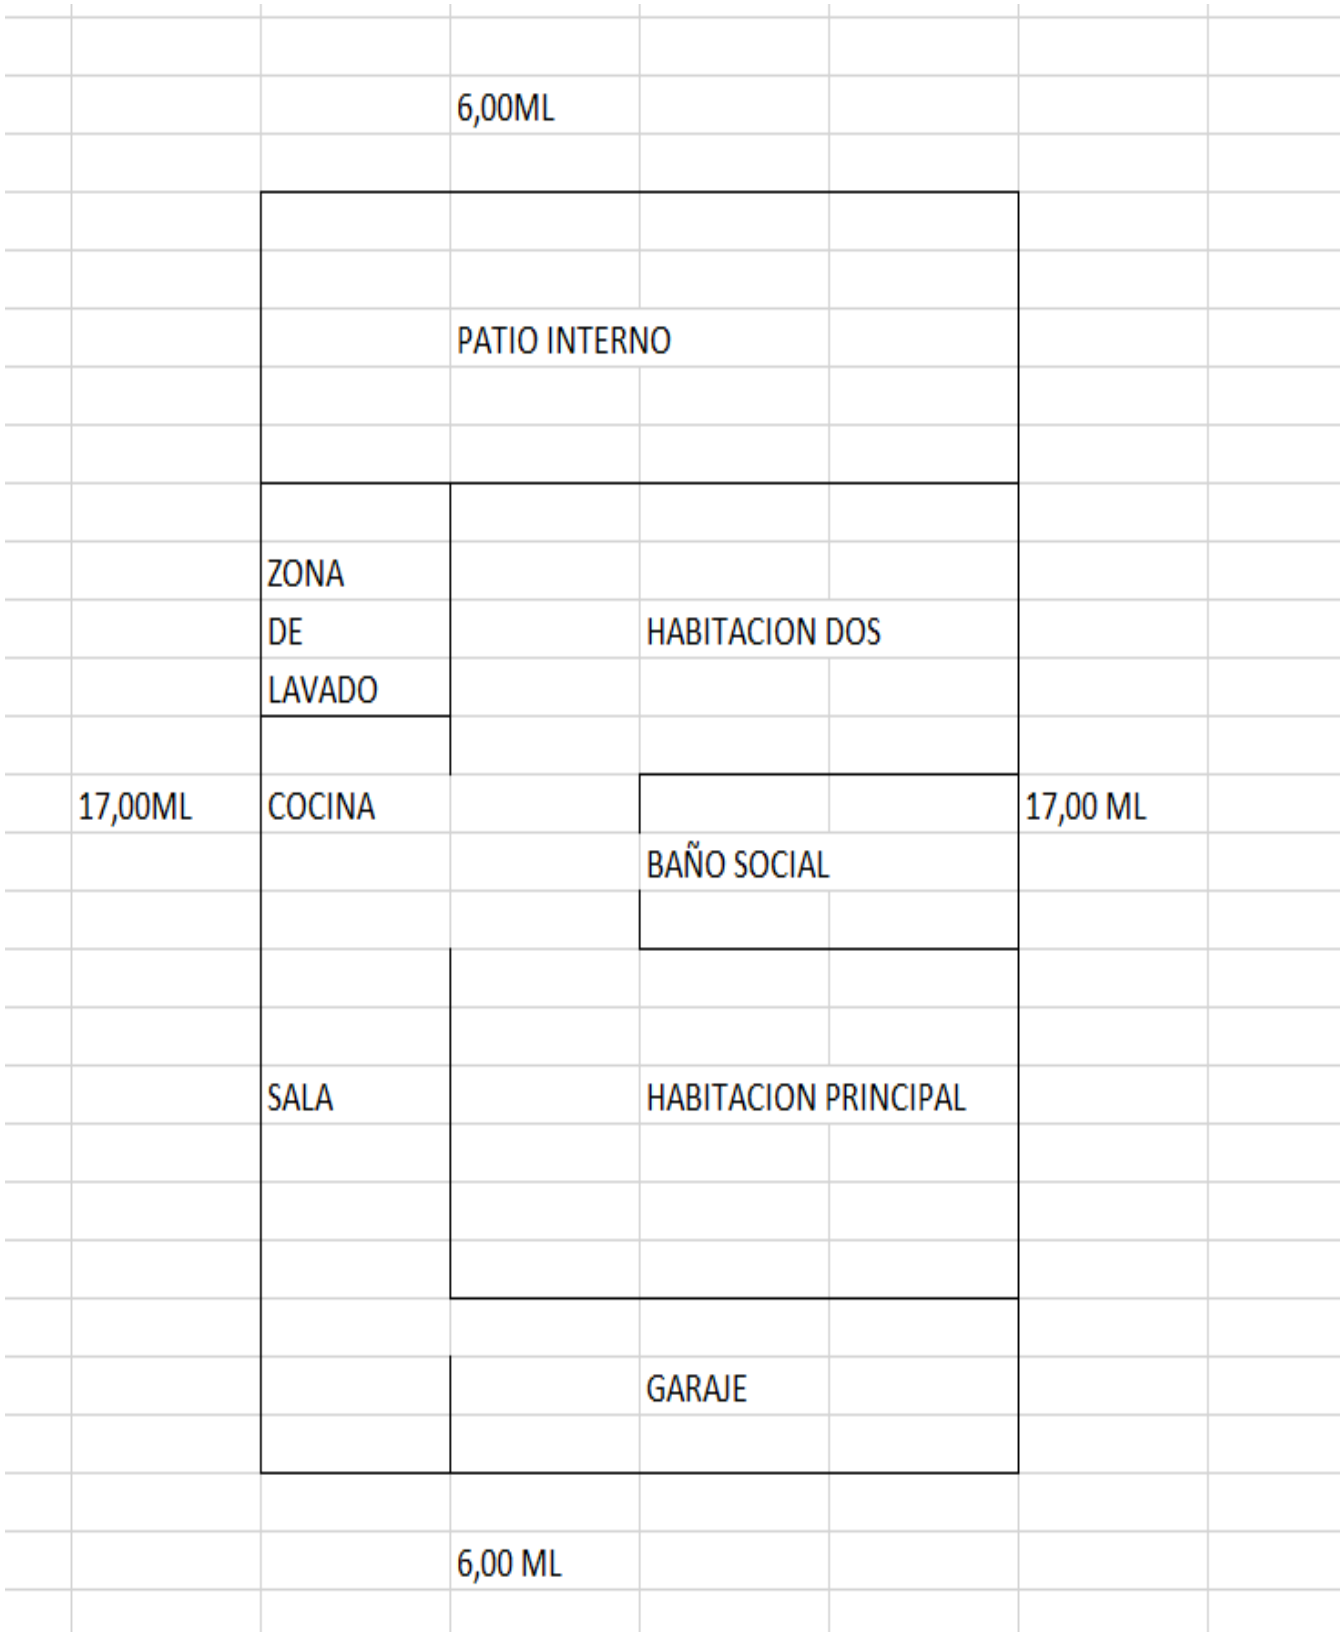 6,00ML
PATIO INTERNO
ZONA
DE
LAVADO
HABITACION DOS
17,00ML
COCINA
17,00 ML
BAÑO SOCIAL
SALA
HABITACION PRINCIPAL
GARAJE
6,00 ML